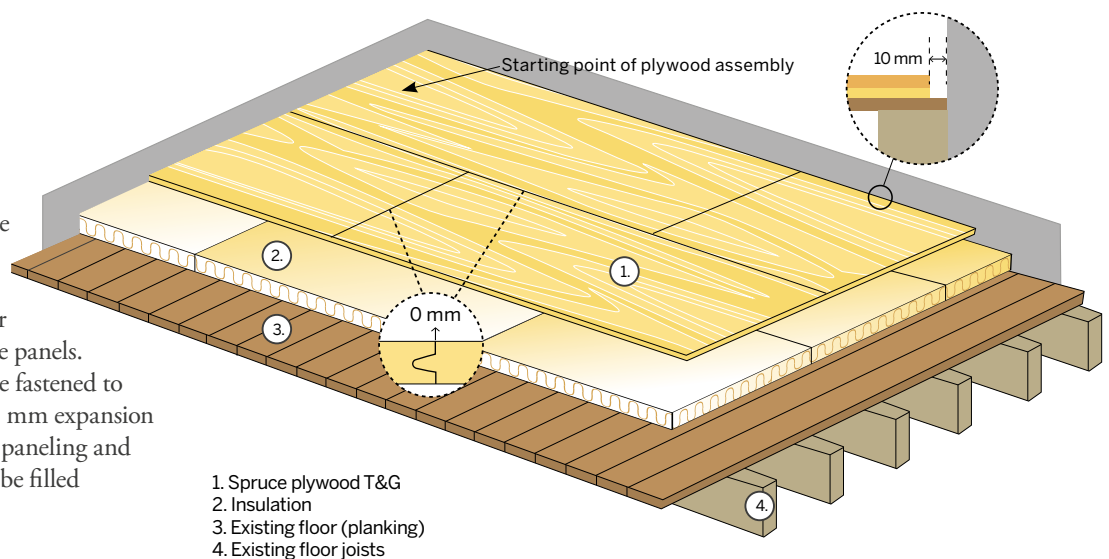 Starting point of plywood assembly
10 mm
e
r
e panels.
e fastened to
mm expansion
paneling and
be filled
2.
1.
3.
0 mm
4.
1. Spruce plywood T&G
2. Insulation
3. Existing floor (planking)
4. Existing floor joists